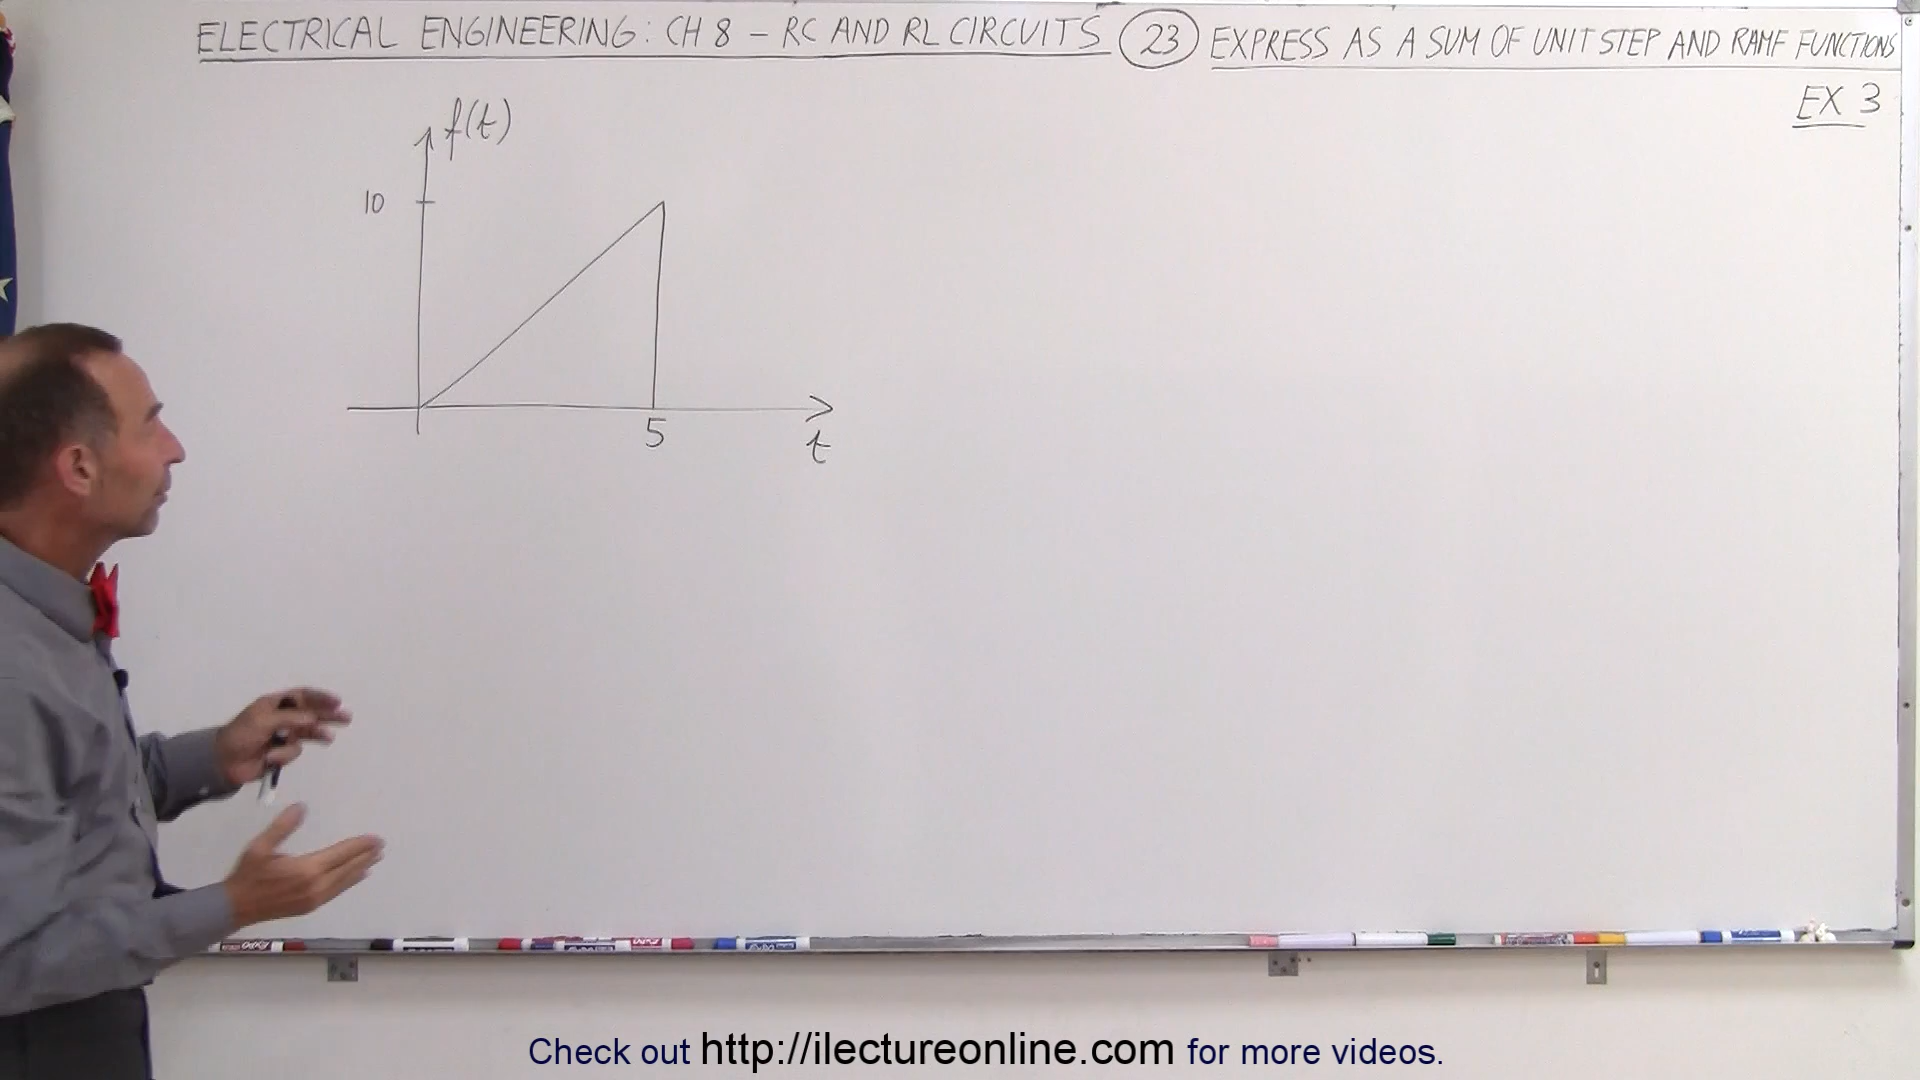 ELECTRICAL ENGINEERING: CH 8 – RC AND RL CIRCUITS 23 EXPRESS AS A SUM OF UNIT STEP AND RAMP FUNCTIONS
EX 3
f(t)
10
5
t
Check out http://ilectureonline.com for more videos.